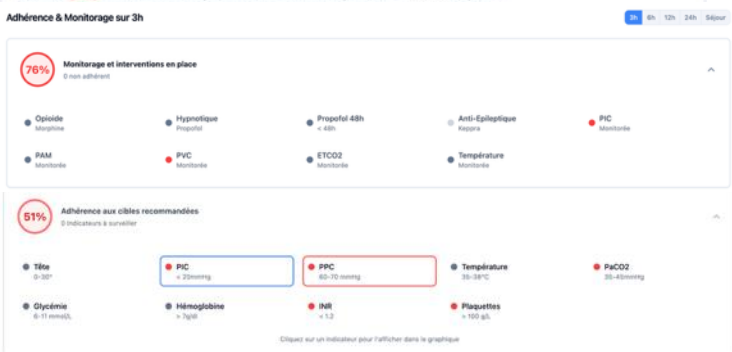 Adhérence & Monitorage sur 3h
3h 6h 12h 24h Séjour
76%
Monitorage et interventions en place
0 non adhérent
Opioïde
Morphine
Hypnotique
Propofol
Propofol 48h
< 48h
Anti-Epileptique
Keppra
PIC
Monitorée
PAM
Monitorée
PVC
Monitorée
ETCO2
Monitorée
Température
Monitorée
51%
Adhérence aux cibles recommandées
0 indicateurs à surveiller
Tête
0-30°
PIC
< 20mmHg
PPC
60-70 mmHg
Température
35-38°C
PaCO2
35-40mmHg
Glycémie
6-11 mmol/L
Hémoglobine
> 7g/dl
INR
< 1.2
Plaquettes
> 100 g/L
Cliquez sur un indicateur pour l'afficher dans le graphique